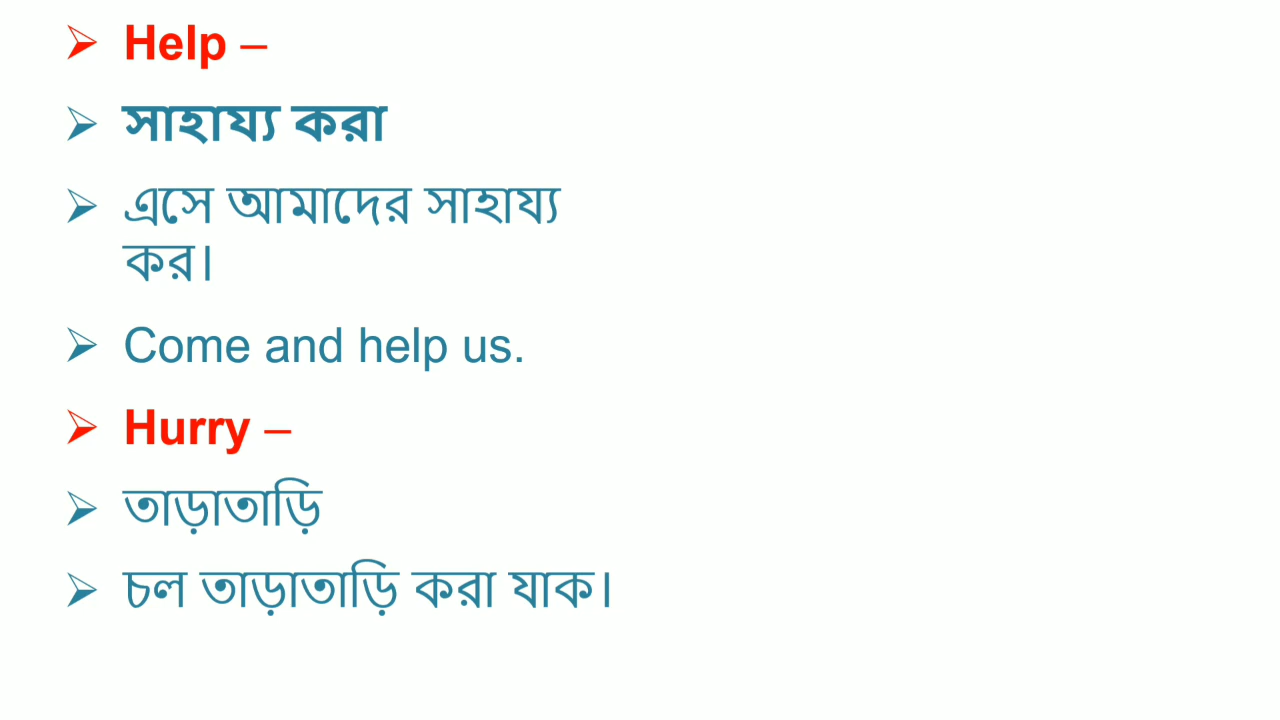 ➢ Help –
➢ সাহায্য করা
➢ এসে আমাদের সাহায্য
কর।
➢ Come and help us.
➢ Hurry –
➢ তাড়াতাড়ি
➢ চল তাড়াতাড়ি করা যাক।